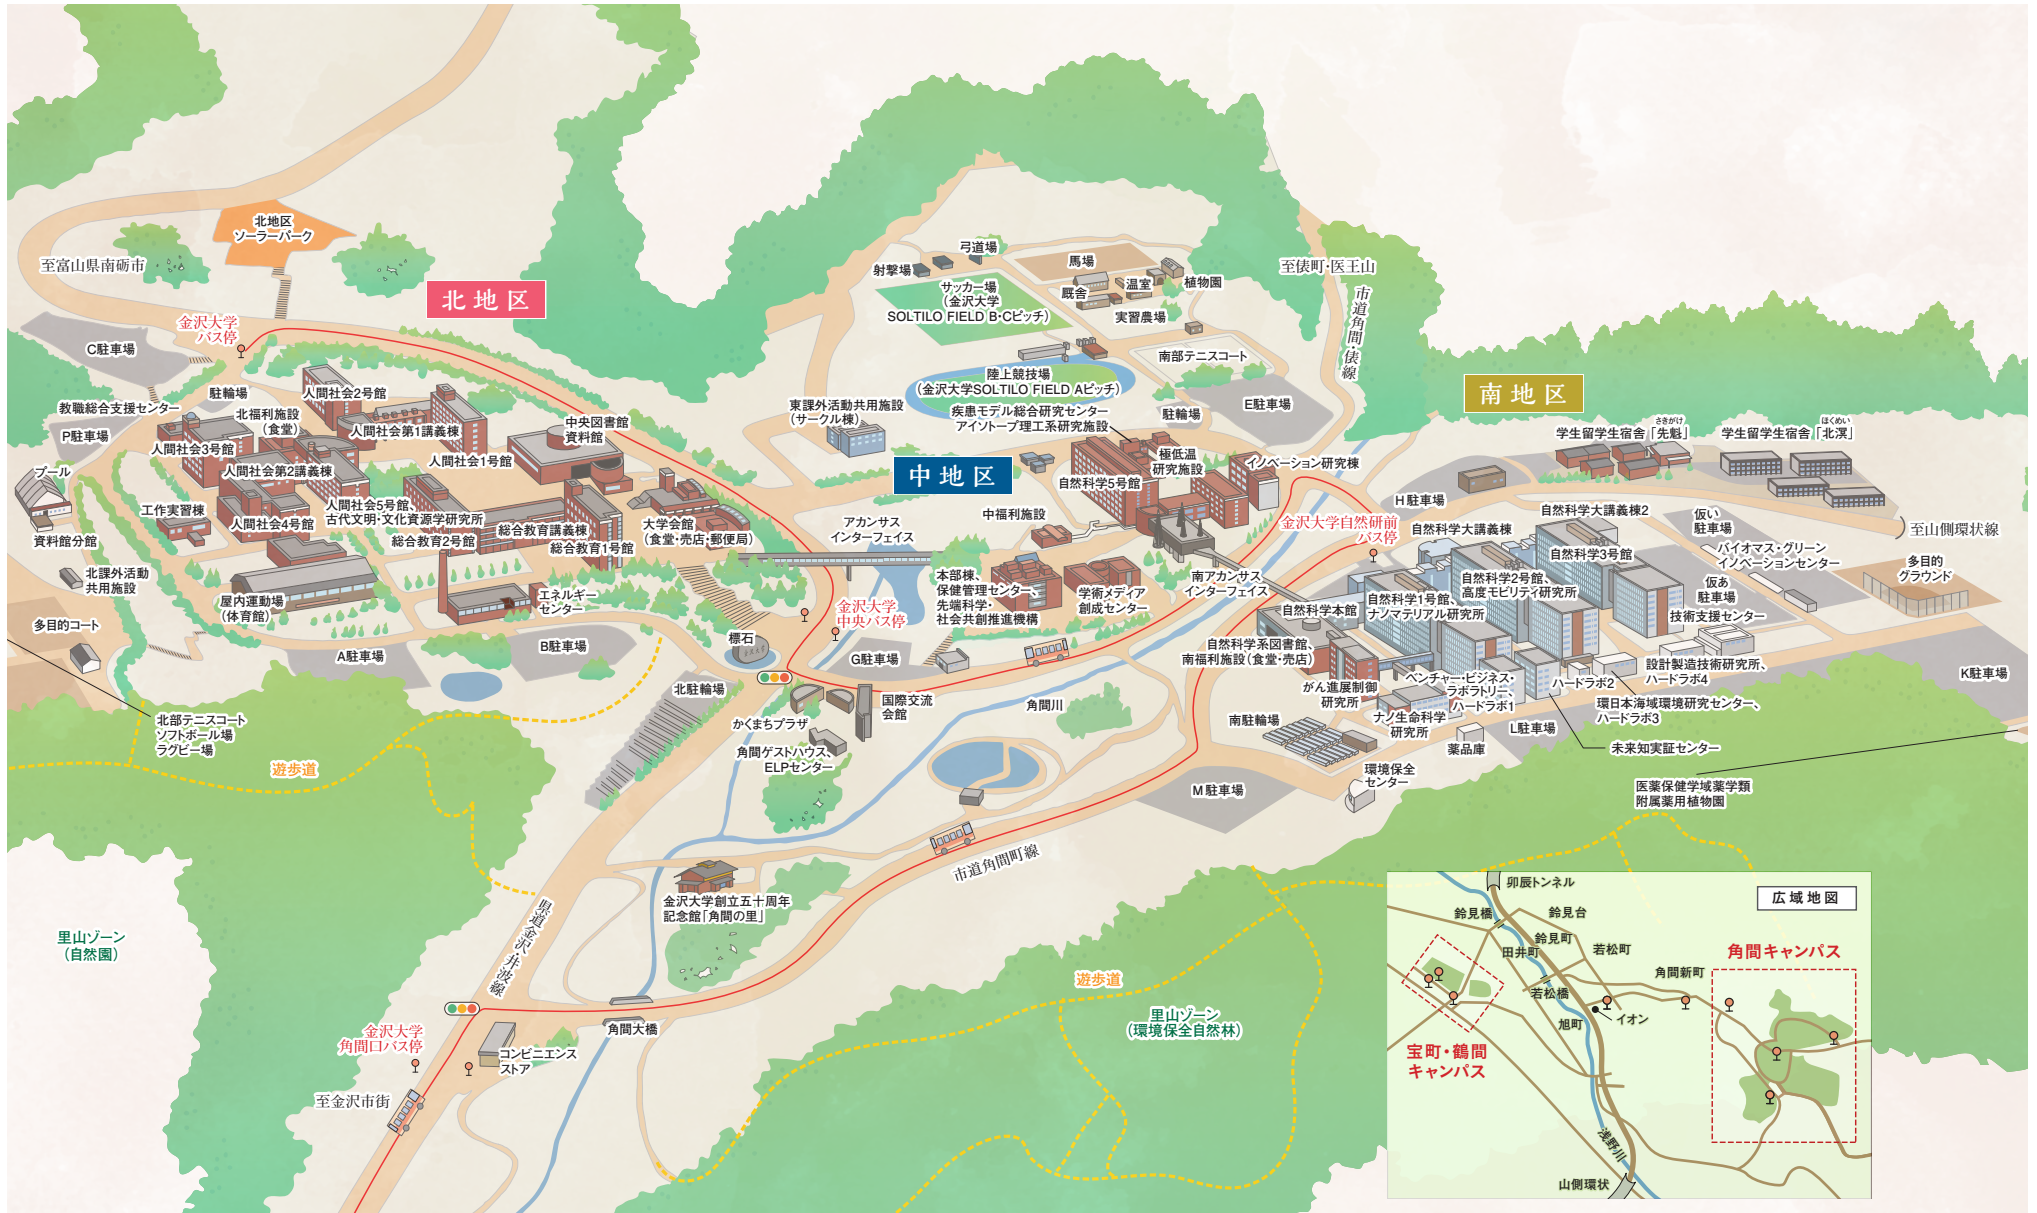 北地区
ソーラーパーク
至富山県南砺市
北地区
金沢大学
バス停
C駐車場
駐輪場
教職総合支援センター
P駐車場
北福利施設
(食堂)
人間社会2号館
人間社会第1講義棟
人間社会3号館
人間社会第2講義棟
人間社会1号館
中央図書館
資料館
プール
工作実習棟
資料館分館
人間社会4号館
人間社会5号館、
古代文明・文化資源学研究所
総合教育2号館
総合教育講義棟
総合教育1号館
大学会館
(食堂・売店・郵便局)
北課外活動
共用施設
屋内運動場
(体育館)
エネルギー
センター
多目的コート
A駐車場
B駐車場
標石
北駐輪場
北部テニスコート
ソフトボール場
ラグビー場
遊歩道
弓道場
射撃場
馬場
サッカー場
(金沢大学
SOLTILO FIELD B・Cピッチ)
厩舎
温室
植物園
実習農場
至俵町・医王山
市道角間・俵線
南部テニスコート
陸上競技場
(金沢大学SOLTILO FIELD Aピッチ)
東課外活動共用施設
(サークル棟)
疾患モデル総合研究センター
アイソトープ理工系研究施設
駐輪場
E駐車場
中地区
極低温
研究施設
自然科学5号館
イノベーション研究棟
中福利施設
アカンサス
インターフェイス
本部棟、
保健管理センター、
先端科学・
社会共創推進機構
学術メディア
創成センター
南アカンサス
インターフェイス
金沢大学
中央バス停
G駐車場
国際交流
会館
かくまちプラザ
角間ゲストハウス、
ELPセンター
角間川
南地区
学生留学生宿舎「先魁」
さきがけ
学生留学生宿舎「北溟」
ほくめい
H駐車場
金沢大学自然研前
バス停
自然科学大講義棟
自然科学大講義棟2
自然科学3号館
仮い
駐車場
至山側環状線
バイオマス・グリーン
イノベーションセンター
多目的
グラウンド
自然科学2号館、
高度モビリティ研究所
仮あ
駐車場
自然科学本館
自然科学1号館、
ナノマテリアル研究所
技術支援センター
自然科学系図書館、
南福利施設(食堂・売店)
がん進展制御
研究所
ベンチャー・ビジネス・
ラボラトリー、
ハードラボ1
ハードラボ2
設計製造技術研究所、
ハードラボ4
環日本海域環境研究センター、
ハードラボ3
K駐車場
南駐輪場
ナノ生命科学
研究所
薬品庫
L駐車場
未来知実証センター
環境保全
センター
M駐車場
医薬保健学域薬学類
附属薬用植物園
市道角間町線
金沢大学創立五十周年
記念館「角間の里」
県道金沢・井波線
里山ゾーン
(自然園)
金沢大学
角間口バス停
コンビニエンス
ストア
角間大橋
至金沢市街
遊歩道
里山ゾーン
(環境保全自然林)
広域地図
卯辰トンネル
鈴見橋
鈴見台
鈴見町
田井町
若松町
角間新町
角間キャンパス
若松橋
旭町
イオン
宝町・鶴間
キャンパス
浅野川
山側環状